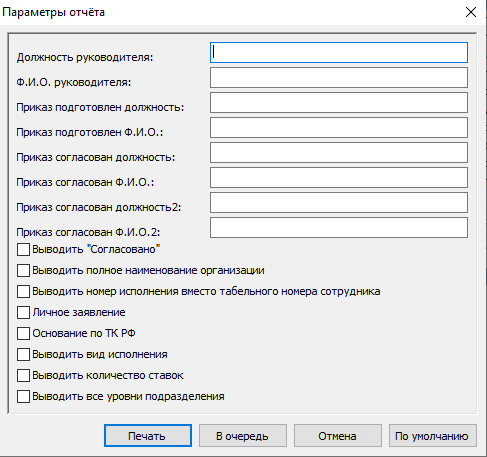 Параметры отчёта
Должность руководителя:
Ф.И.О. руководителя:
Приказ подготовлен должность:
Приказ подготовлен Ф.И.О.:
Приказ согласован должность:
Приказ согласован Ф.И.О.:
Приказ согласован должность2:
Приказ согласован Ф.И.О.2:
Выводить "Согласовано"
Выводить полное наименование организации
Выводить номер исполнения вместо табельного номера сотрудника
Личное заявление
Основание по ТК РФ
Выводить вид исполнения
Выводить количество ставок
Выводить все уровни подразделения
Печать В очередь Отмена По умолчанию